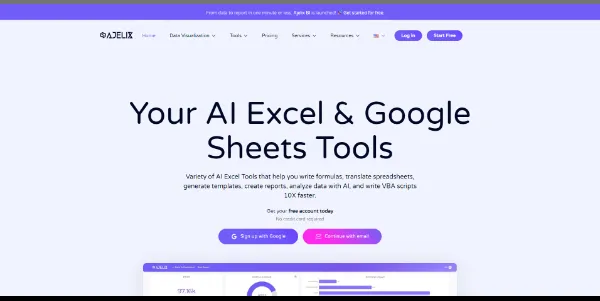 From data to report in one minute or less. Ajelix BI is launched! 🚀 Get started for free
AJELIX
Home
Data Visualization
Tools
Pricing
Services
Resources
Log In
Start Free
Your AI Excel & Google
Sheets Tools
Variety of AI Excel Tools that help you write formulas, translate spreadsheets,
generate templates, create reports, analyze data with AI, and write VBA scripts
10X faster.
Get your free account today
No credit card required
Sign up with Google
Continue with email
AJELIX